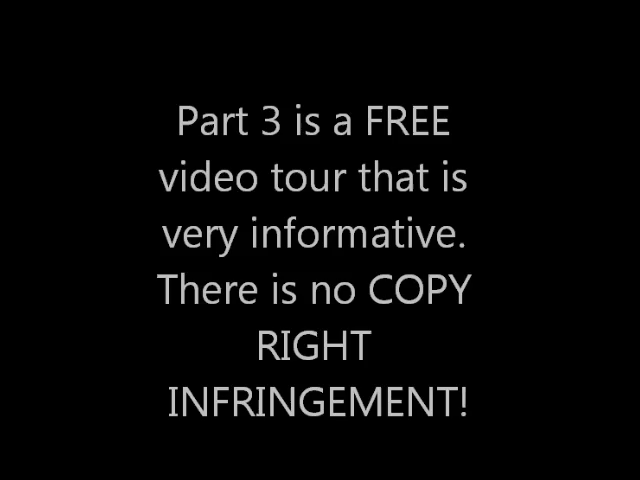 Part 3 is a FREE
video tour that is
very informative.
There is no COPY
RIGHT
INFRINGEMENT!